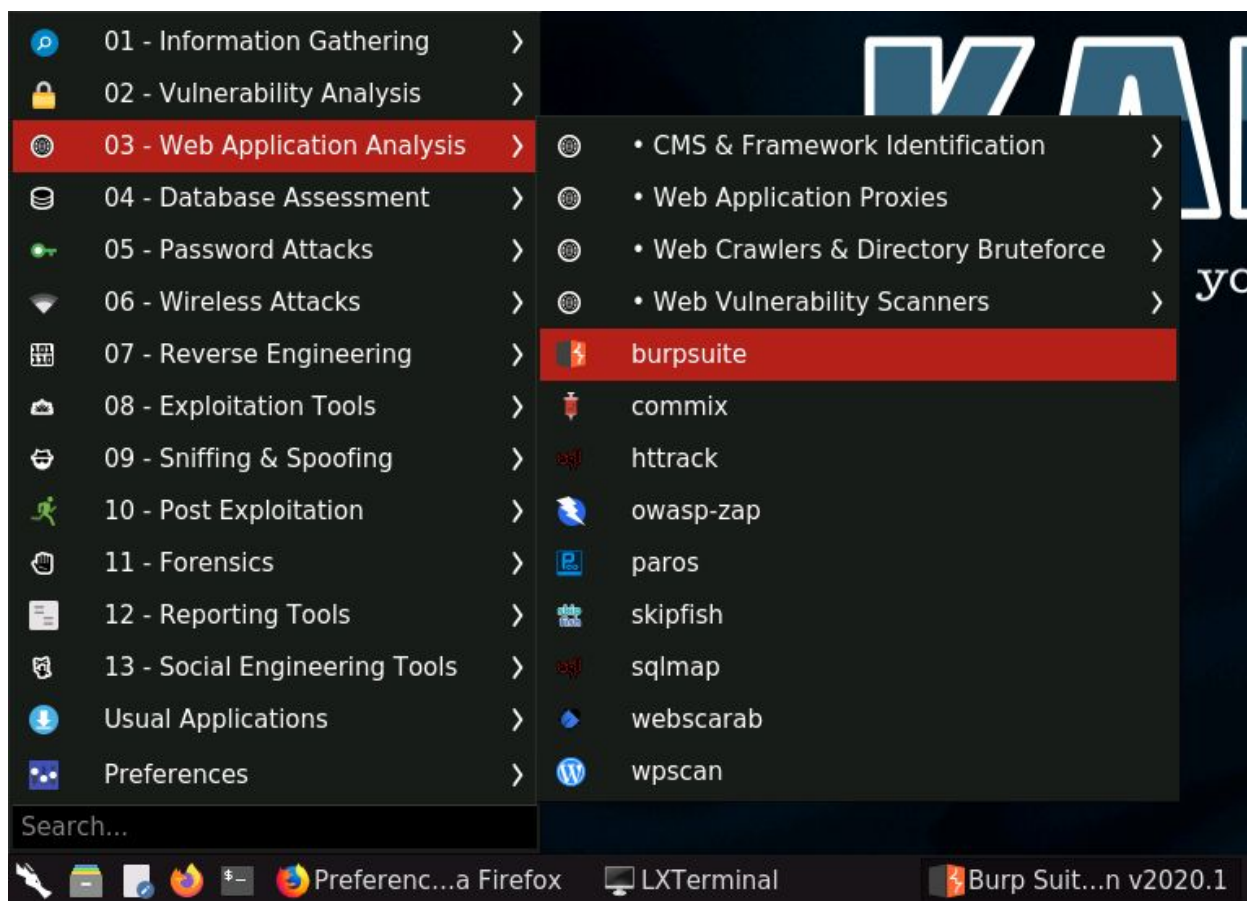 01 - Information Gathering
02 - Vulnerability Analysis
03 - Web Application Analysis
04 - Database Assessment
05 - Password Attacks
06 - Wireless Attacks
07 - Reverse Engineering
08 - Exploitation Tools
09 - Sniffing & Spoofing
10 - Post Exploitation
11 - Forensics
12 - Reporting Tools
13 - Social Engineering Tools
Usual Applications
Preferences
Search...
• CMS & Framework Identification
• Web Application Proxies
• Web Crawlers & Directory Bruteforce
• Web Vulnerability Scanners
burpsuite
commix
httrack
owasp-zap
paros
skipfish
sqlmap
webscarab
wpscan
KA
yo
Preferenc...a Firefox
LXTerminal
Burp Suit...n v2020.1